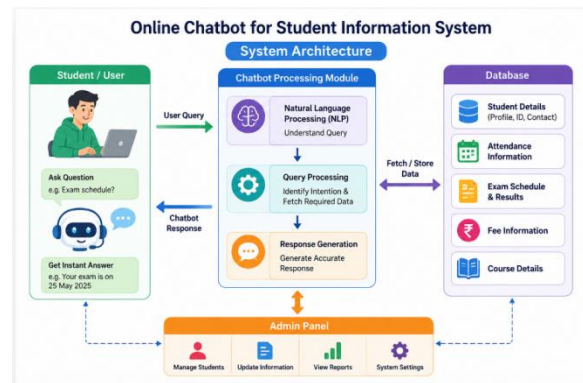 Online Chatbot for Student Information System
System Architecture
Student / User
Ask Question
e.g. Exam schedule?
Get Instant Answer
e.g. Your exam is on
25 May 2025
User Query
Chatbot
Response
Chatbot Processing Module
Natural Language
Processing (NLP)
Understand Query
Query Processing
Identify Intention &
Fetch Required Data
Response Generation
Generate Accurate
Response
Fetch / Store
Data
Database
Student Details
(Profile, ID, Contact)
Attendance
Information
Exam Schedule
& Results
₹
Fee Information
Course Details
Admin Panel
Manage Students
Update Information
View Reports
System Settings